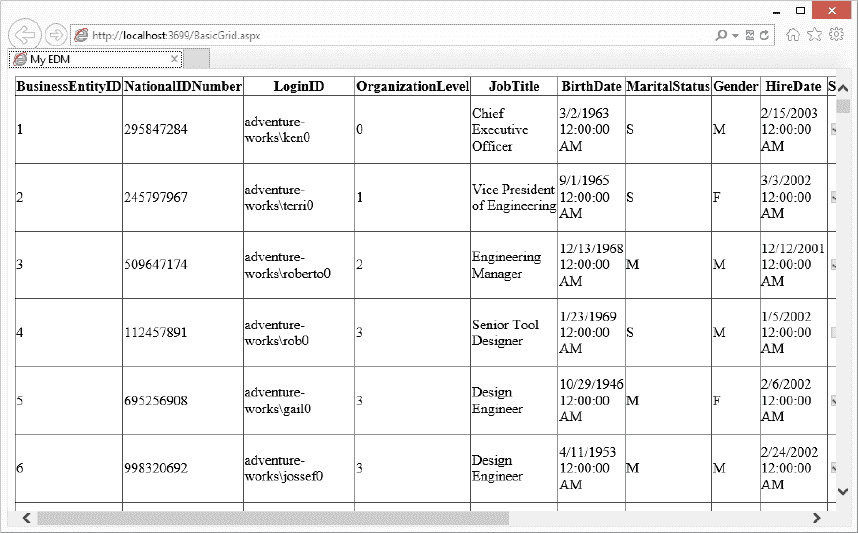 http://localhost:3699/BasicGrid.aspx
My EDM
BusinessEntityID NationalIDNumber LoginID OrganizationLevel JobTitle BirthDate MaritalStatus Gender HireDate S
1 295847284 adventure-works\ken0 0 Chief Executive Officer 3/2/1963 12:00:00 AM S M 2/15/2003 12:00:00 AM
2 245797967 adventure-works\terri0 1 Vice President of Engineering 9/1/1965 12:00:00 AM S F 3/3/2002 12:00:00 AM
3 509647174 adventure-works\roberto0 2 Engineering Manager 12/13/1968 12:00:00 AM M M 12/12/2001 12:00:00 AM
4 112457891 adventure-works\rob0 3 Senior Tool Designer 1/23/1969 12:00:00 AM S M 1/5/2002 12:00:00 AM
5 695256908 adventure-works\gail0 3 Design Engineer 10/29/1946 12:00:00 AM M F 2/6/2002 12:00:00 AM
6 998320692 adventure-works\jossef0 3 Design Engineer 4/11/1953 12:00:00 AM M M 2/24/2002 12:00:00 AM